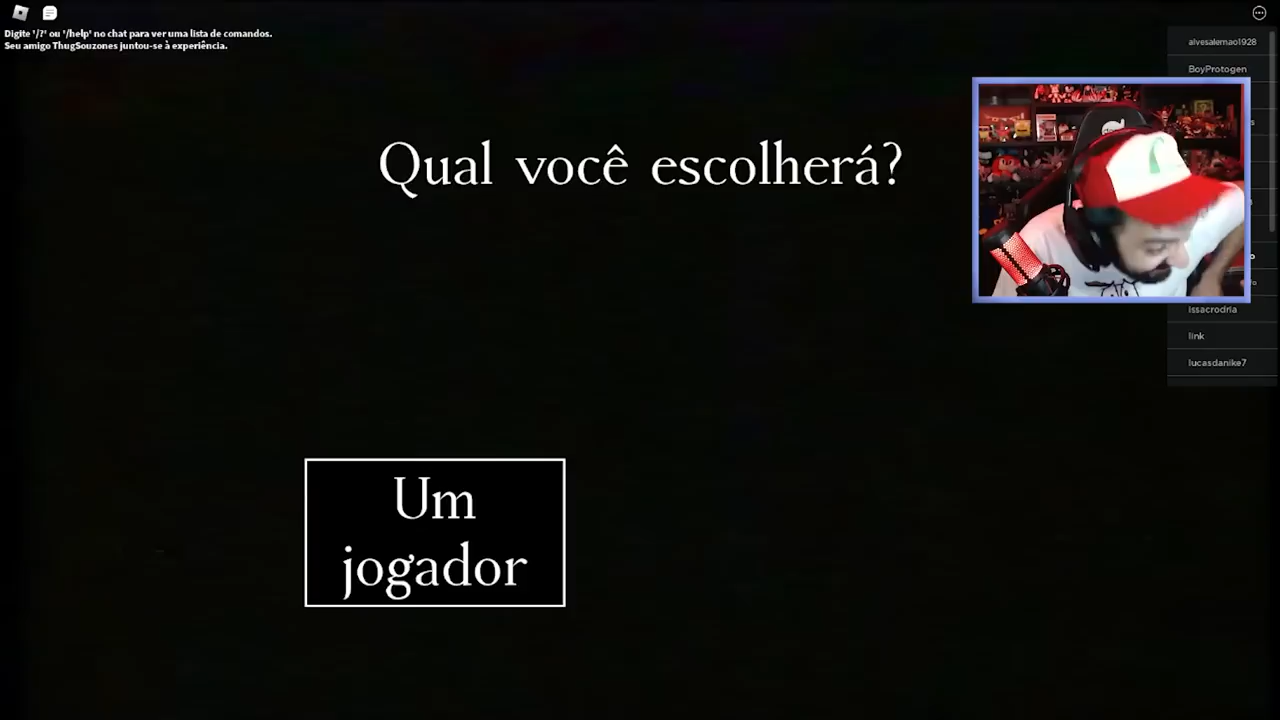 Digite '/?' ou '/help' no chat para ver uma lista de comandos.
Seu amigo ThugSouzones juntou-se à experiência.
alvesalemao1928
BoyProtogen
Qual você escolherá?
issacrodria
link
lucasdanike7
Um
jogador